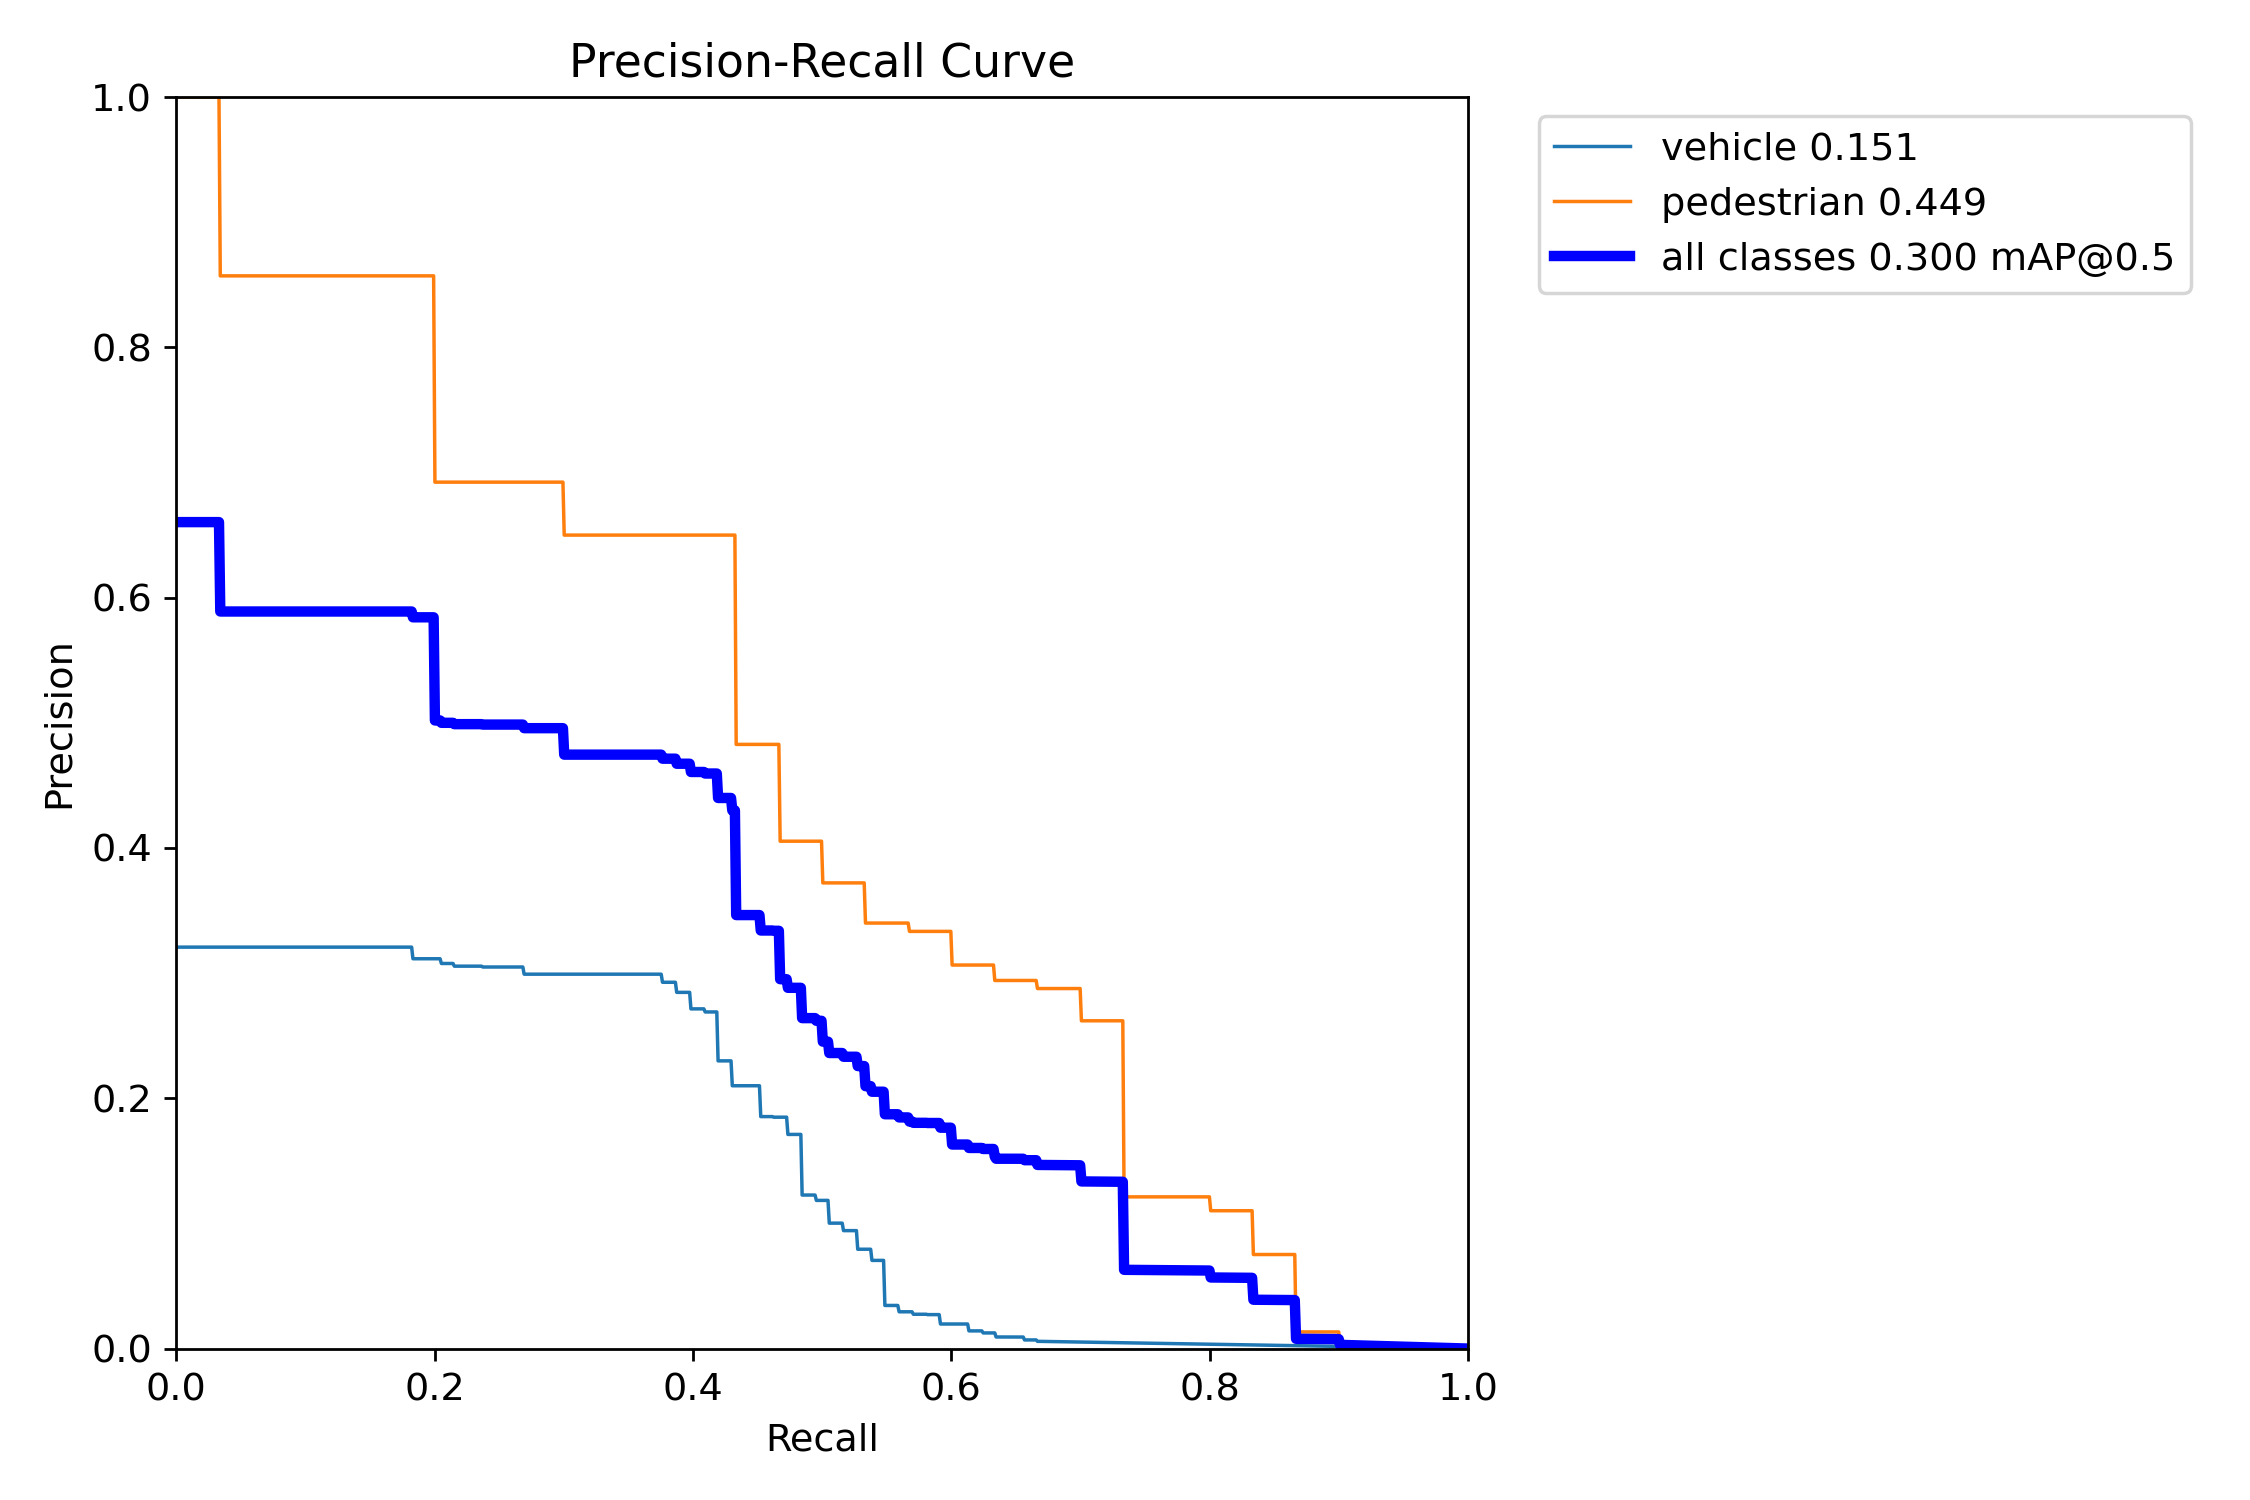 Precision-Recall Curve
1.0
0.8
0.6
0.4
0.2
0.0
Precision
0.0 0.2 0.4 0.6 0.8 1.0
Recall
vehicle 0.151
pedestrian 0.449
all classes 0.300 mAP@0.5